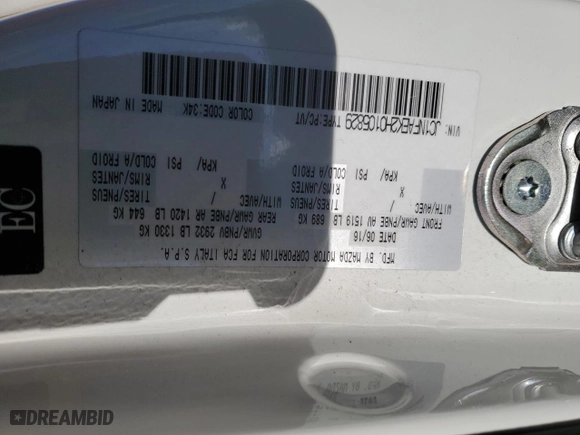 MFD. BY MAZDA MOTOR CORPORATION FOR FCA ITALY S.P.A.
DATE 06/16 GVWR/PNBV 2932 LB 1330 KG
FRONT GAWR/PNBE AV 1519 LB 689 KG REAR GAWR/PNBE AR 1420 LB 644 KG
WITH/AVEC WITH/AVEC
/ TIRES/PNEUS / TIRES/PNEUS
X RIMS/JANTES X RIMS/JANTES
KPA/ PSI COLD/A FROID KPA/ PSI COLD/A FROID
VIN: TYPE:PC/VT COLOR CODE:34K MADE IN JAPAN
JC1NFAEK2H0105829
EC
DREAMBID